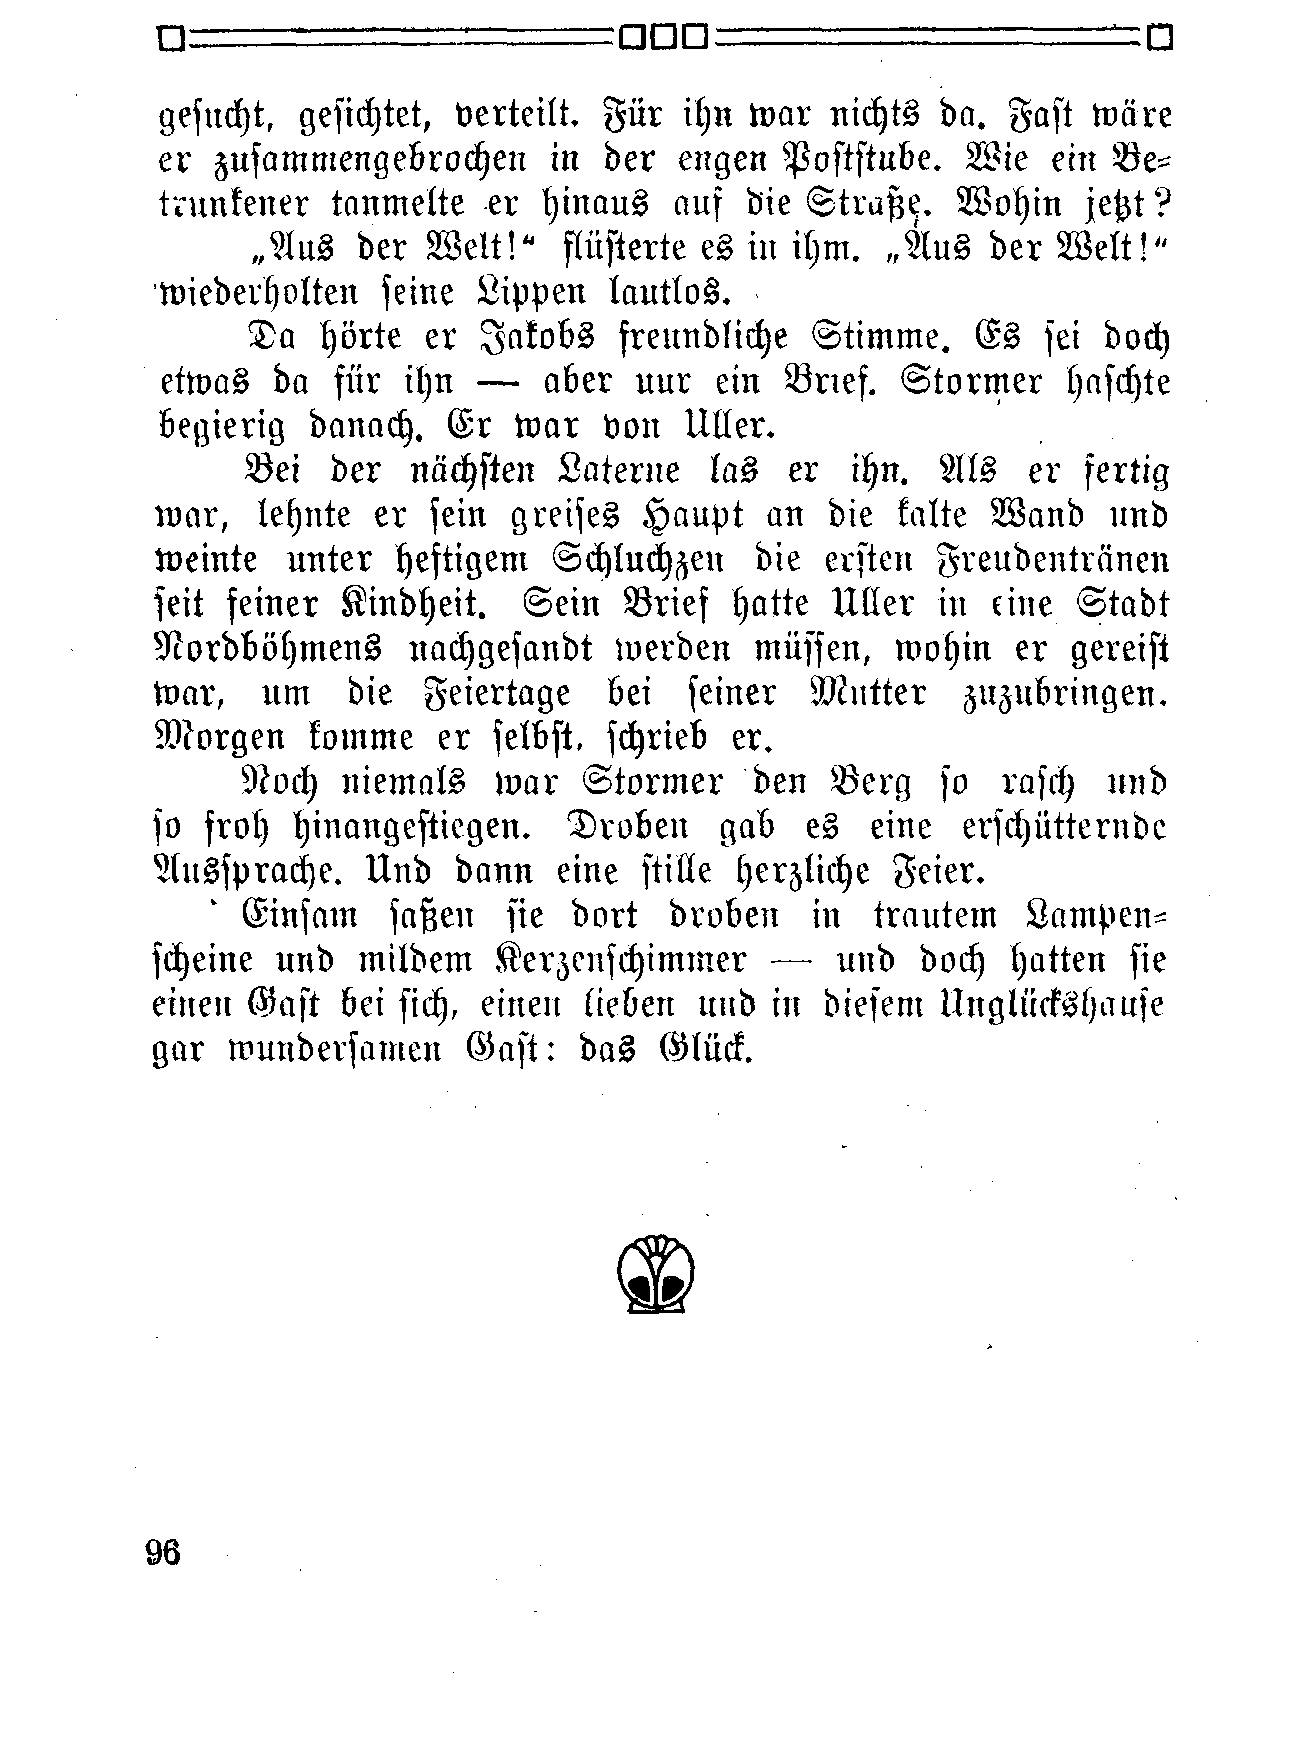 gesucht, gesichtet, verteilt. Für ihn war nichts da. Fast wäre
er zusammengebrochen in der engen Poststube. Wie ein Be-
trunkener taumelte er hinaus auf die Straße. Wohin jetzt?
„Aus der Welt!“ flüsterte es in ihm. „Aus der Welt!“
wiederholten seine Lippen lautlos.
Da hörte er Jakobs freundliche Stimme. Es sei doch
etwas da für ihn — aber nur ein Brief. Stormer haschte
begierig danach. Er war von Uller.
Bei der nächsten Laterne las er ihn. Als er fertig
war, lehnte er sein greises Haupt an die kalte Wand und
weinte unter heftigem Schluchzen die ersten Freudentränen
seit seiner Kindheit. Sein Brief hatte Uller in eine Stadt
Nordböhmens nachgesandt werden müssen, wohin er gereist
war, um die Feiertage bei seiner Mutter zuzubringen.
Morgen komme er selbst, schrieb er.
Noch niemals war Stormer den Berg so rasch und
so froh hinangestiegen. Droben gab es eine erschütternde
Aussprache. Und dann eine stille herzliche Feier.
Einsam saßen sie dort droben in trautem Lampen-
scheine und mildem Kerzenschimmer — und doch hatten sie
einen Gast bei sich, einen lieben und in diesem Unglückshause
gar wundersamen Gast: das Glück.
96